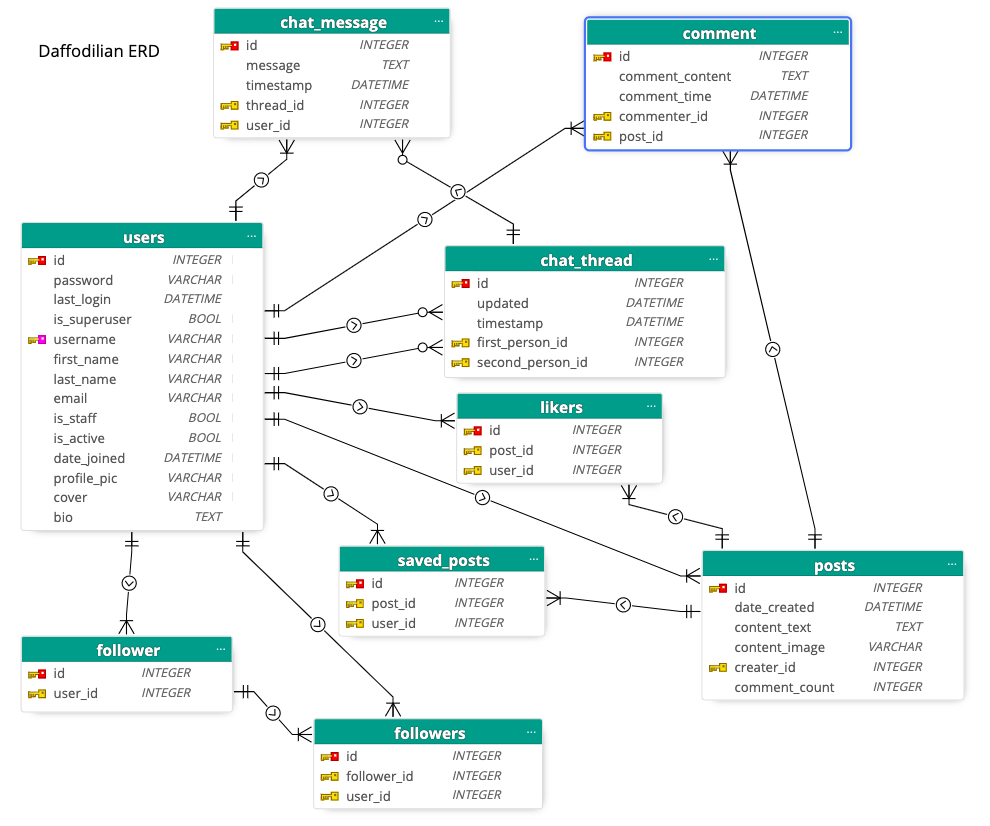 Daffodilian ERD
chat_message ...
id INTEGER
message TEXT
timestamp DATETIME
thread_id INTEGER
user_id INTEGER
comment ...
id INTEGER
comment_content TEXT
comment_time DATETIME
commenter_id INTEGER
post_id INTEGER
users ...
id INTEGER
password VARCHAR
last_login DATETIME
is_superuser BOOL
username VARCHAR
first_name VARCHAR
last_name VARCHAR
email VARCHAR
is_staff BOOL
is_active BOOL
date_joined DATETIME
profile_pic VARCHAR
cover VARCHAR
bio TEXT
chat_thread ...
id INTEGER
updated DATETIME
timestamp DATETIME
first_person_id INTEGER
second_person_id INTEGER
likers ...
id INTEGER
post_id INTEGER
user_id INTEGER
saved_posts ...
id INTEGER
post_id INTEGER
user_id INTEGER
posts ...
id INTEGER
date_created DATETIME
content_text TEXT
content_image VARCHAR
creater_id INTEGER
comment_count INTEGER
follower ...
id INTEGER
user_id INTEGER
followers ...
id INTEGER
follower_id INTEGER
user_id INTEGER